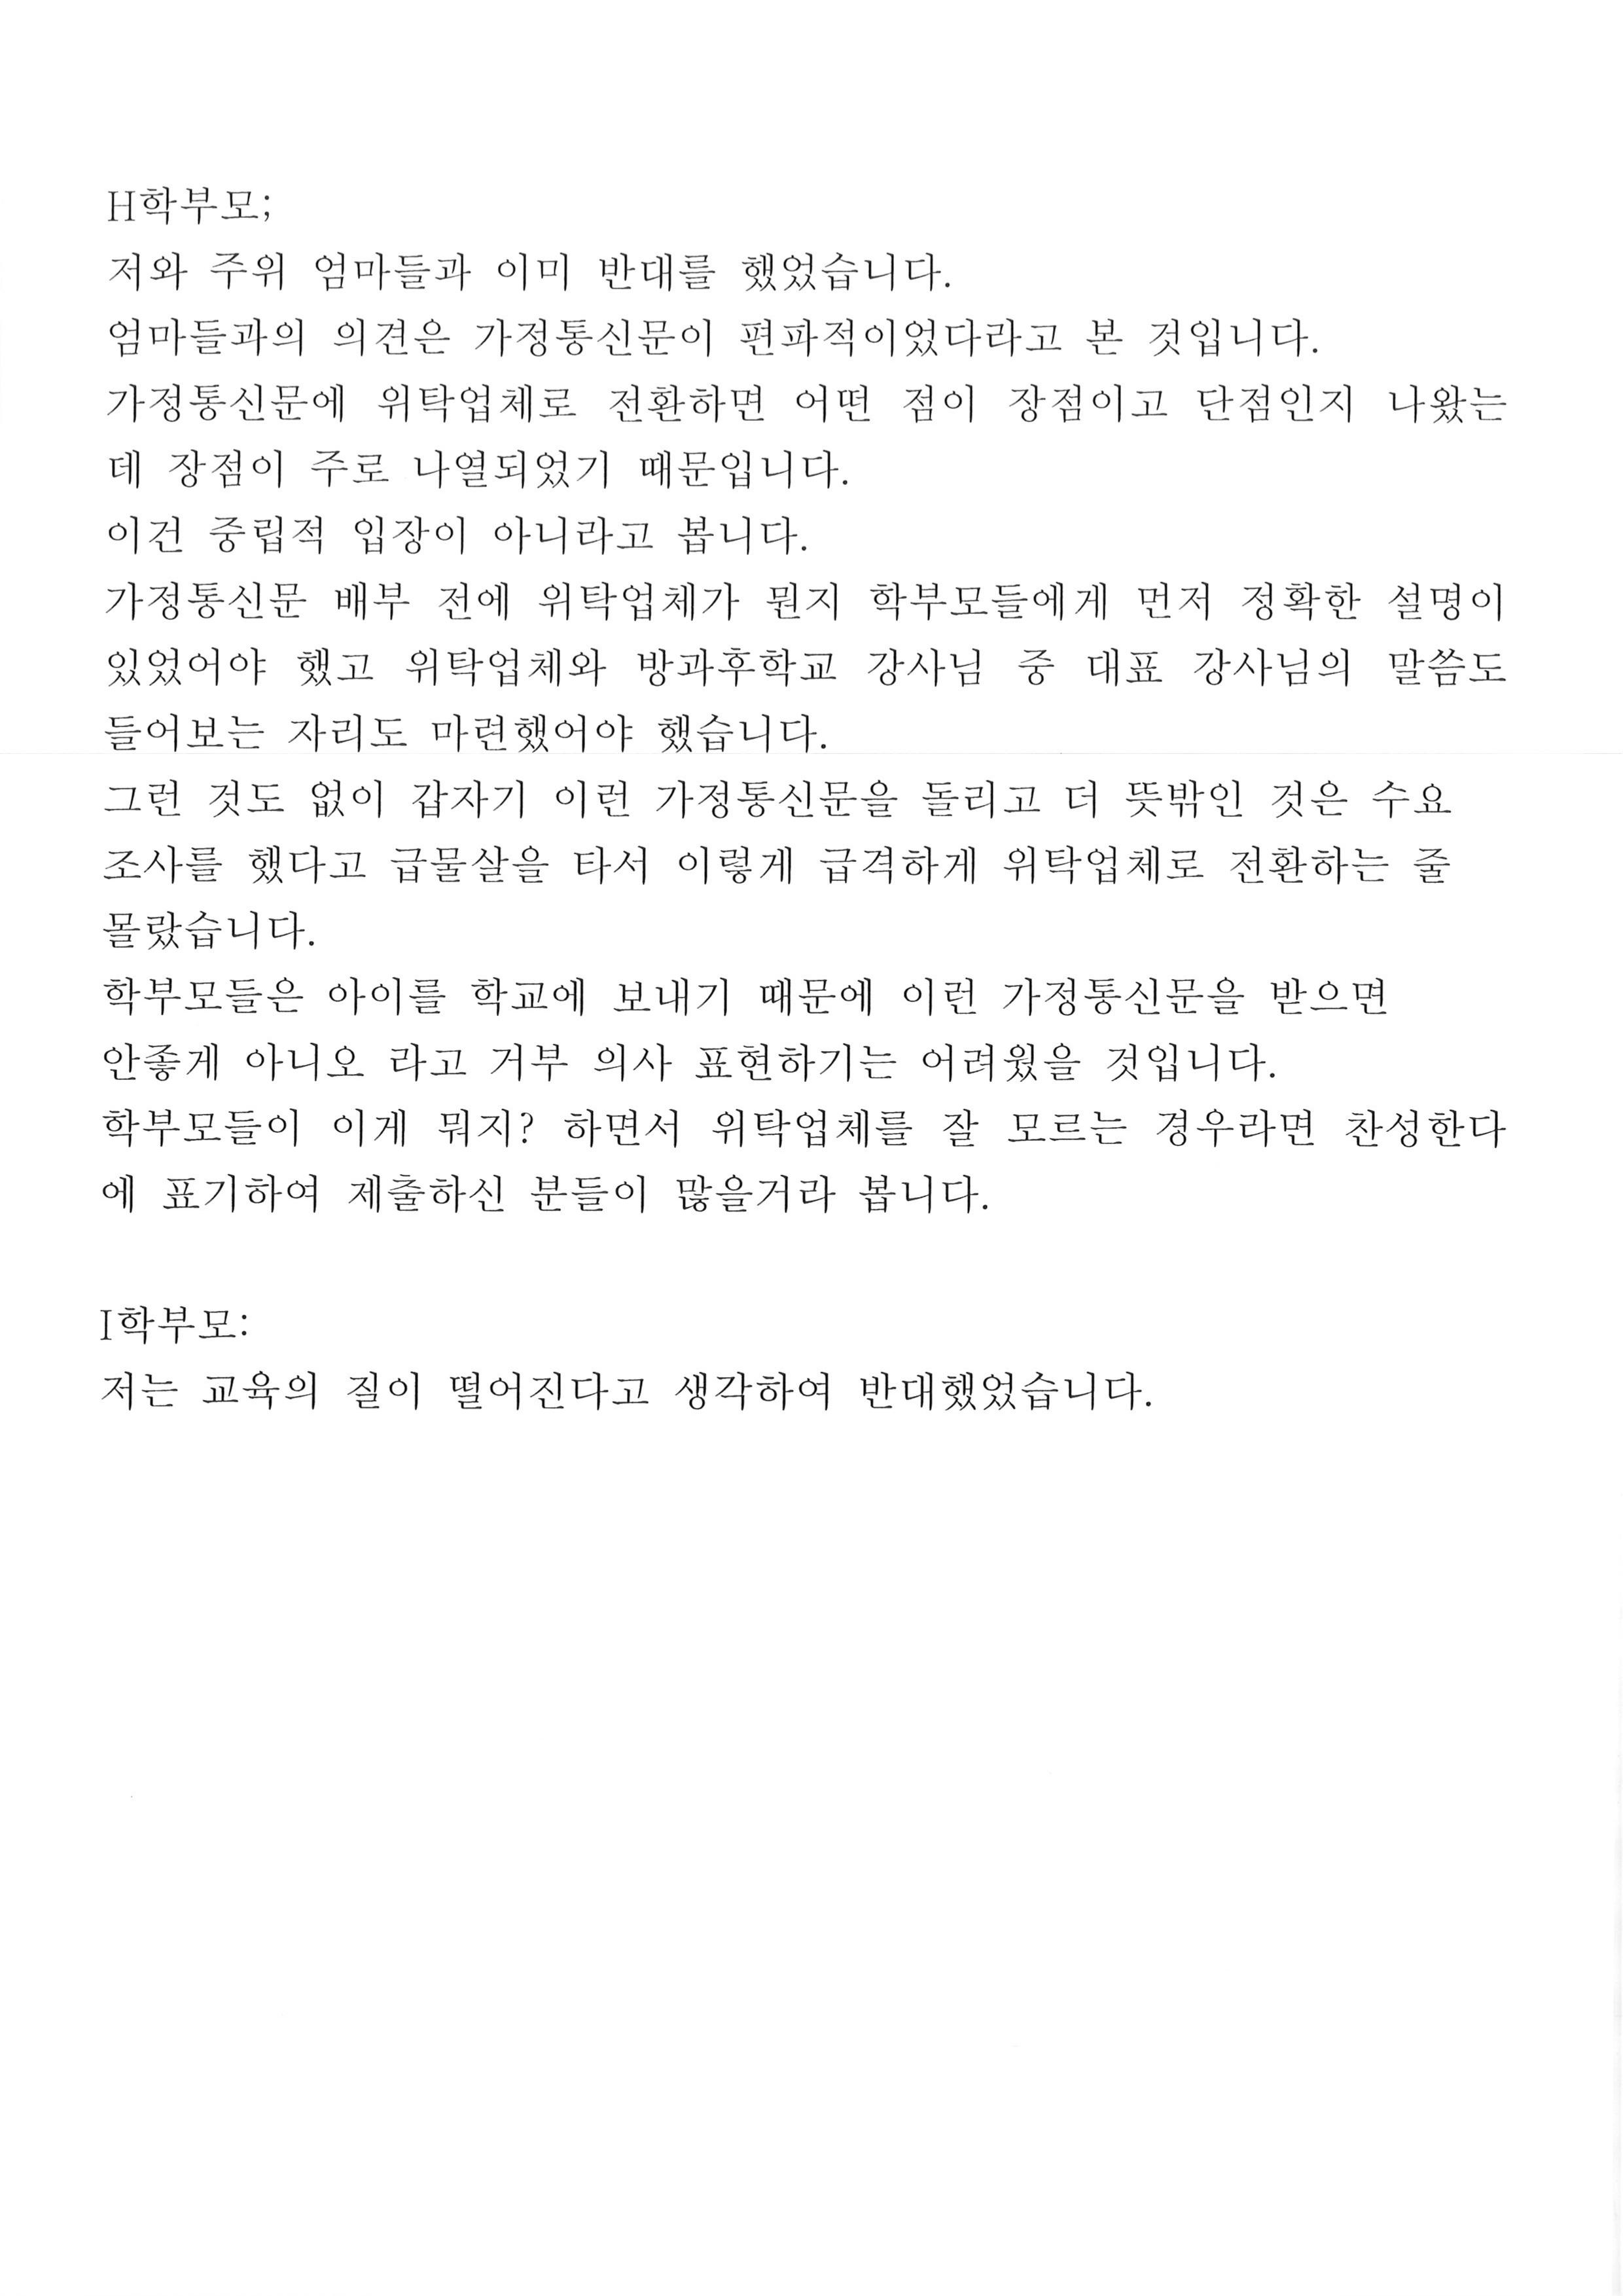 H학부모;
저와 주위 엄마들과 이미 반대를 했었습니다.
엄마들과의 의견은 가정통신문이 편파적이었다라고 본 것입니다.
가정통신문에 위탁업체로 전환하면 어떤 점이 장점이고 단점인지 나왔는
데 장점이 주로 나열되었기 때문입니다.
이건 중립적 입장이 아니라고 봅니다.
가정통신문 배부 전에 위탁업체가 뭔지 학부모들에게 먼저 정확한 설명이
있었어야 했고 위탁업체와 방과후학교 강사님 중 대표 강사님의 말씀도
들어보는 자리도 마련했어야 했습니다.
그런 것도 없이 갑자기 이런 가정통신문을 돌리고 더 뜻밖인 것은 수요
조사를 했다고 급물살을 타서 이렇게 급격하게 위탁업체로 전환하는 줄
몰랐습니다.
학부모들은 아이를 학교에 보내기 때문에 이런 가정통신문을 받으면
안좋게 아니오 라고 거부 의사 표현하기는 어려웠을 것입니다.
학부모들이 이게 뭐지? 하면서 위탁업체를 잘 모르는 경우라면 찬성한다
에 표기하여 제출하신 분들이 많을거라 봅니다.
I학부모:
저는 교육의 질이 떨어진다고 생각하여 반대했었습니다.